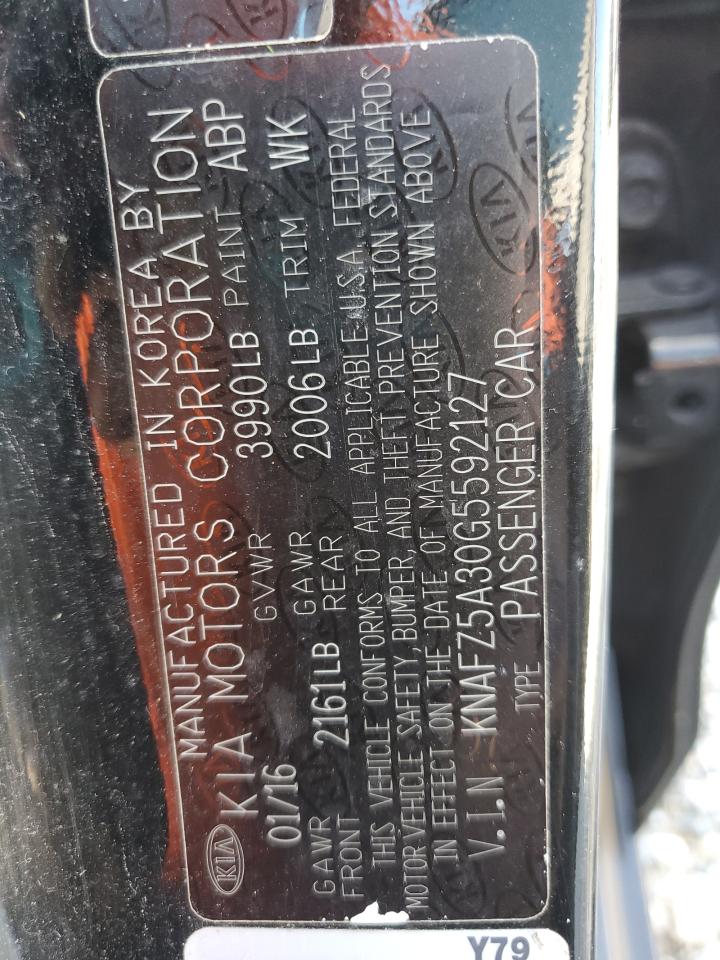 MANUFACTURED IN KOREA BY
KIA KIA MOTORS CORPORATION
01/16 GVWR 3990LB PAINT ABP
GAWR FRONT 2161LB GAWR REAR 2006LB TRIM WK
THIS VEHICLE CONFORMS TO ALL APPLICABLE U.S.A. FEDERAL
MOTOR VEHICLE SAFETY, BUMPER, AND THEFT PREVENTION STANDARDS
IN EFFECT ON THE DATE OF MANUFACTURE SHOWN ABOVE
V.I.N: KNAFZ5A30G5592127
TYPE PASSENGER CAR
Y79